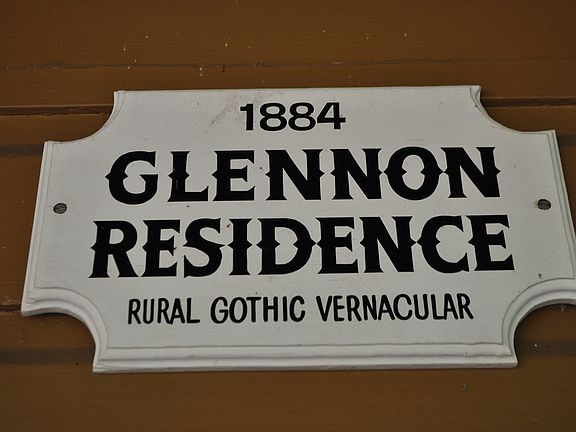 1884
GLENNON
RESIDENCE
RURAL GOTHIC VERNACULAR